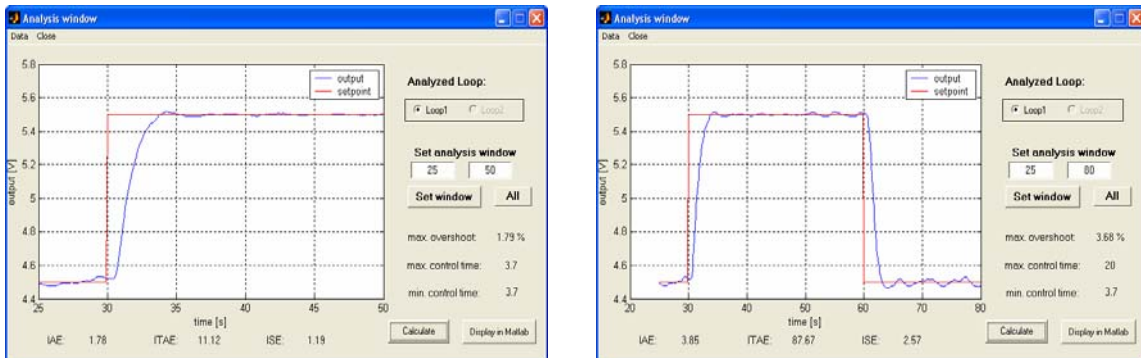 Analysis window
Data Close
5.8
5.6
5.4
5.2
5
4.8
4.6
4.4
output [V]
25 30 35 40 45 50
time [s]
output
setpoint
Analyzed Loop:
Loop1 Loop2
Set analysis window
25 50
Set window All
max. overshoot: 1.79 %
max. control time: 3.7
min. control time: 3.7
Calculate Display in Matlab
IAE: 1.78 ITAE: 11.12 ISE: 1.19
Analysis window
Data Close
5.8
5.6
5.4
5.2
5
4.8
4.6
4.4
output [V]
20 30 40 50 60 70 80
time [s]
output
setpoint
Analyzed Loop:
Loop1 Loop2
Set analysis window
25 80
Set window All
max. overshoot: 3.68 %
max. control time: 20
min. control time: 3.7
Calculate Display in Matlab
IAE: 3.85 ITAE: 87.67 ISE: 2.57